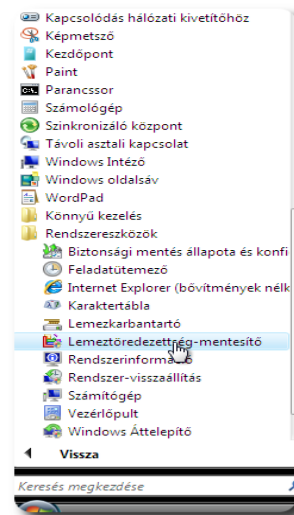 Kapcsolódás hálózati kivetítőhöz
Képmetsző
Kezdőpont
Paint
Parancssor
Számológép
Szinkronizáló központ
Távoli asztali kapcsolat
Windows Intéző
Windows oldalsáv
WordPad
Könnyű kezelés
Rendszereszközök
Biztonsági mentés állapota és konfi
Feladatütemező
Internet Explorer (bővítmények nélk
Karaktertábla
Lemezkarbantartó
Lemeztöredezettség-mentesítő
Rendszerinformáció
Rendszer-visszaállítás
Számítógép
Vezérlőpult
Windows Áttelepítő
Vissza
Keresés megkezdése